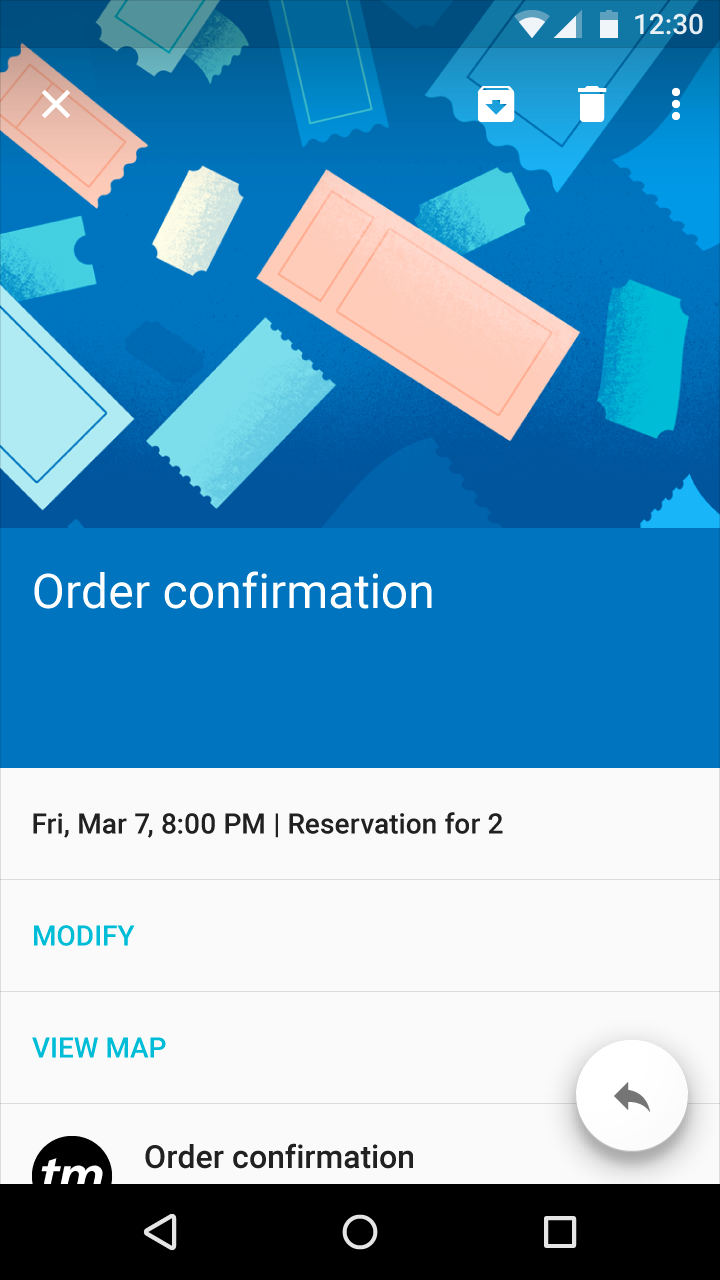 12:30
Order confirmation
Fri, Mar 7, 8:00 PM | Reservation for 2
MODIFY
VIEW MAP
Order confirmation
tm